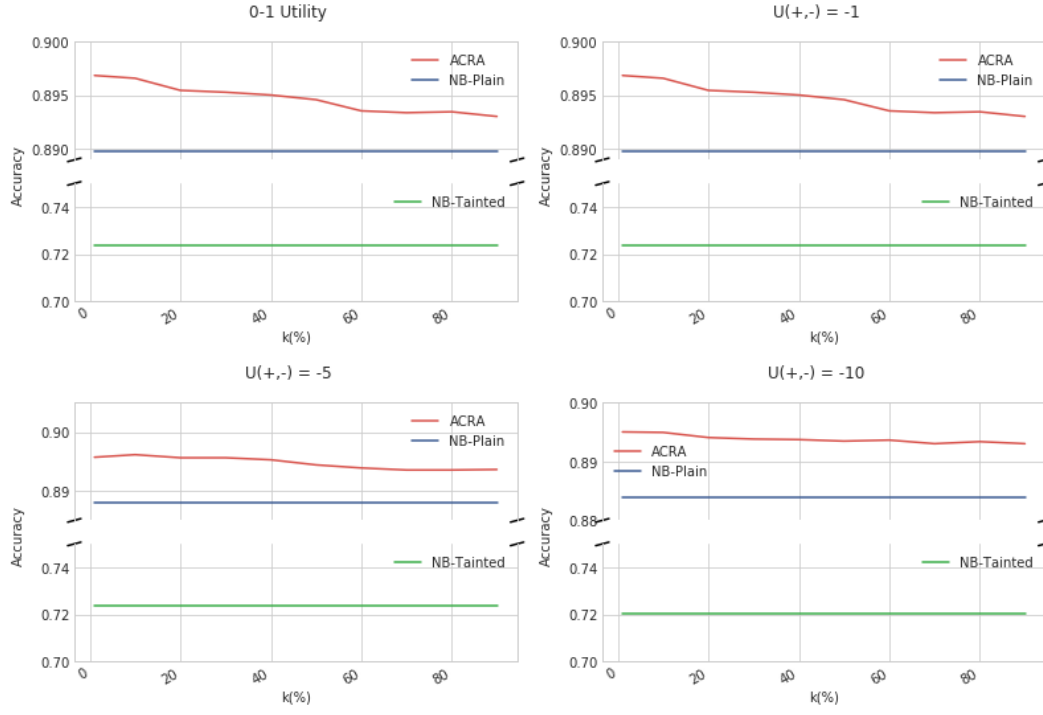 0-1 Utility
0.900
0.895
0.890
0.74
0.72
0.70
Accuracy
ACRA
NB-Plain
NB-Tainted
0
20
40
60
80
k(%)
U(+,-) = -1
0.900
0.895
0.890
0.74
0.72
0.70
Accuracy
ACRA
NB-Plain
NB-Tainted
0
20
40
60
80
k(%)
U(+,-) = -5
0.90
0.89
0.74
0.72
0.70
Accuracy
ACRA
NB-Plain
NB-Tainted
0
20
40
60
80
k(%)
U(+,-) = -10
0.90
0.89
0.88
0.74
0.72
0.70
Accuracy
ACRA
NB-Plain
NB-Tainted
0
20
40
60
80
k(%)